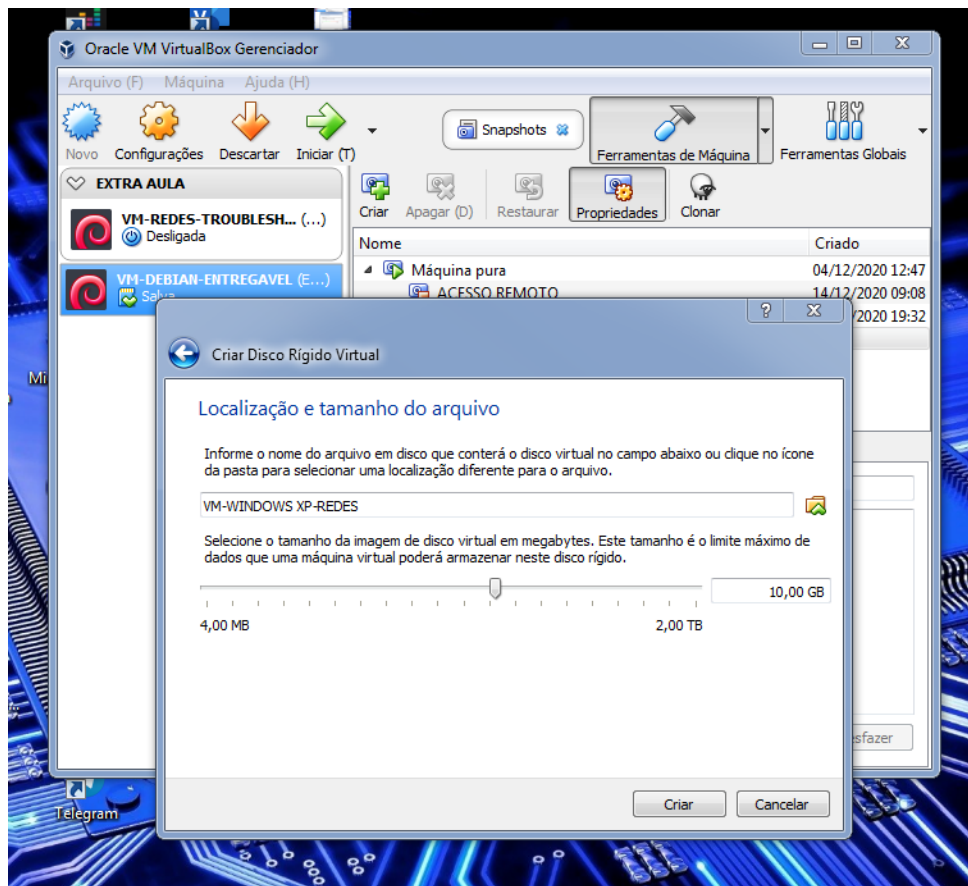 Oracle VM VirtualBox Gerenciador
Arquivo (F) Máquina Ajuda (H)
Novo Configurações Descartar Iniciar (T)
Snapshots
Ferramentas de Máquina
Ferramentas Globais
EXTRA AULA
VM-REDES-TROUBLESH... (...)
Desligada
VM-DEBIAN-ENTREGAVEL (E...)
Salva
Criar Apagar (D) Restaurar Propriedades Clonar
Nome Criado
Máquina pura 04/12/2020 12:47
ACESSO REMOTO 14/12/2020 09:08
/2020 19:32
Criar Disco Rígido Virtual
Localização e tamanho do arquivo
Informe o nome do arquivo em disco que conterá o disco virtual no campo abaixo ou clique no ícone
da pasta para selecionar uma localização diferente para o arquivo.
VM-WINDOWS XP-REDES
Selecione o tamanho da imagem de disco virtual em megabytes. Este tamanho é o limite máximo de
dados que uma máquina virtual poderá armazenar neste disco rígido.
10,00 GB
4,00 MB 2,00 TB
sfazer
Criar Cancelar
Mi
Telegram